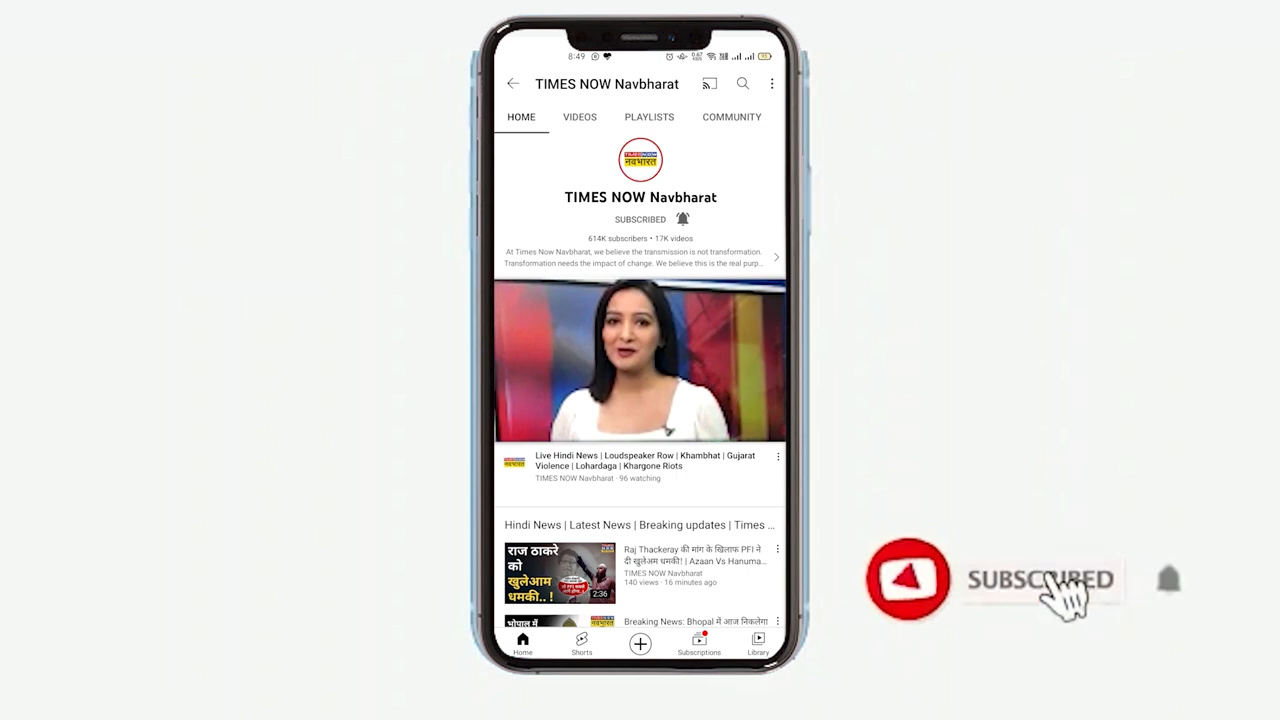 8:49
TIMES NOW Navbharat
HOME VIDEOS PLAYLISTS COMMUNITY
TIMES NOW
नवभारत
TIMES NOW Navbharat
SUBSCRIBED
614K subscribers • 17K videos
At Times Now Navbharat, we believe the transmission is not transformation.
Transformation needs the impact of change. We believe this is the real purp...
Live Hindi News | Loudspeaker Row | Khambhat | Gujarat
Violence | Lohardaga | Khargone Riots
TIMES NOW Navbharat · 96 watching
Hindi News | Latest News | Breaking updates | Times ...
राज ठाकरे
को
खुलेआम
धमकी..!
2:36
Raj Thackeray की मांग के खिलाफ PFI ने
दी खुलेआम धमकी! | Azaan Vs Hanuma...
TIMES NOW Navbharat
140 views · 16 minutes ago
भोपाल में
Breaking News: Bhopal में आज निकलेगा
Home Shorts Subscriptions Library
SUBSCRIBED